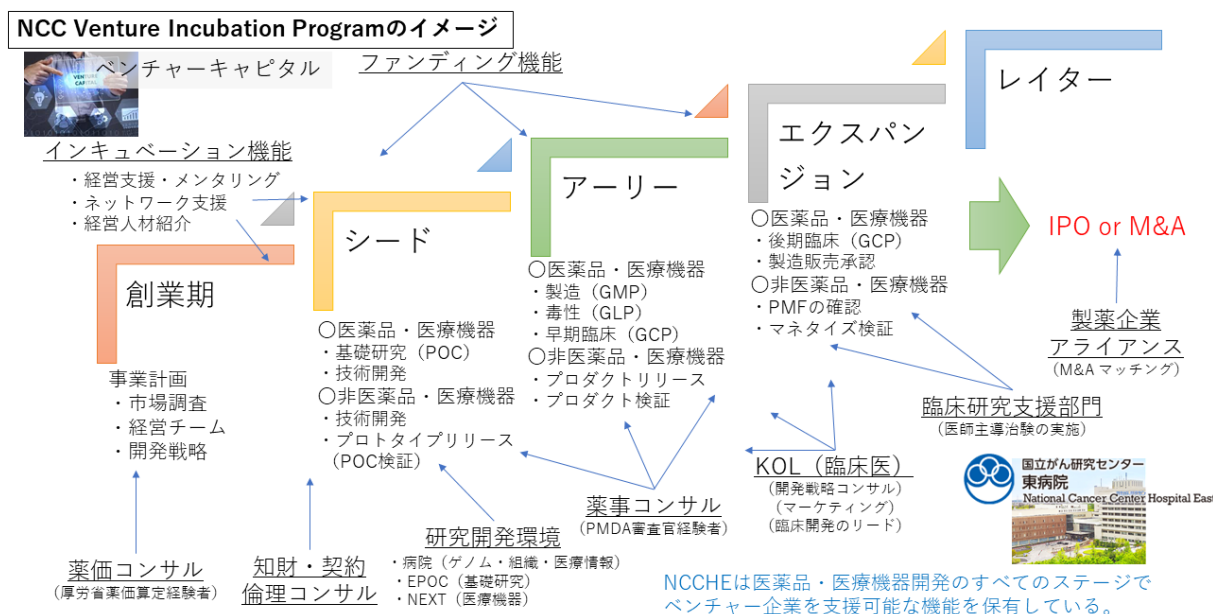 NCC Venture Incubation Programのイメージ
ベンチャーキャピタル
VENTURE
CAPITAL
ファンディング機能
インキュベーション機能
・経営支援・メンタリング
・ネットワーク支援
・経営人材紹介
創業期
事業計画
・市場調査
・経営チーム
・開発戦略
シード
〇医薬品・医療機器
・基礎研究（POC）
・技術開発
〇非医薬品・医療機器
・技術開発
・プロトタイプリリース
（POC検証）
アーリー
〇医薬品・医療機器
・製造（GMP）
・毒性（GLP）
・早期臨床（GCP）
〇非医薬品・医療機器
・プロダクトリリース
・プロダクト検証
エクスパン
ジョン
〇医薬品・医療機器
・後期臨床（GCP）
・製造販売承認
〇非医薬品・医療機器
・PMFの確認
・マネタイズ検証
レイター
IPO or M&A
製薬企業
アライアンス
（M&A マッチング）
臨床研究支援部門
（医師主導治験の実施）
KOL（臨床医）
（開発戦略コンサル）
（マーケティング）
（臨床開発のリード）
薬事コンサル
（PMDA審査官経験者）
研究開発環境
・病院（ゲノム・組織・医療情報）
・EPOC（基礎研究）
・NEXT（医療機器）
知財・契約
倫理コンサル
薬価コンサル
（厚労省薬価算定経験者）
国立がん研究センター
東病院
National Cancer Center Hospital East
NCCHEは医薬品・医療機器開発のすべてのステージで
ベンチャー企業を支援可能な機能を保有している。